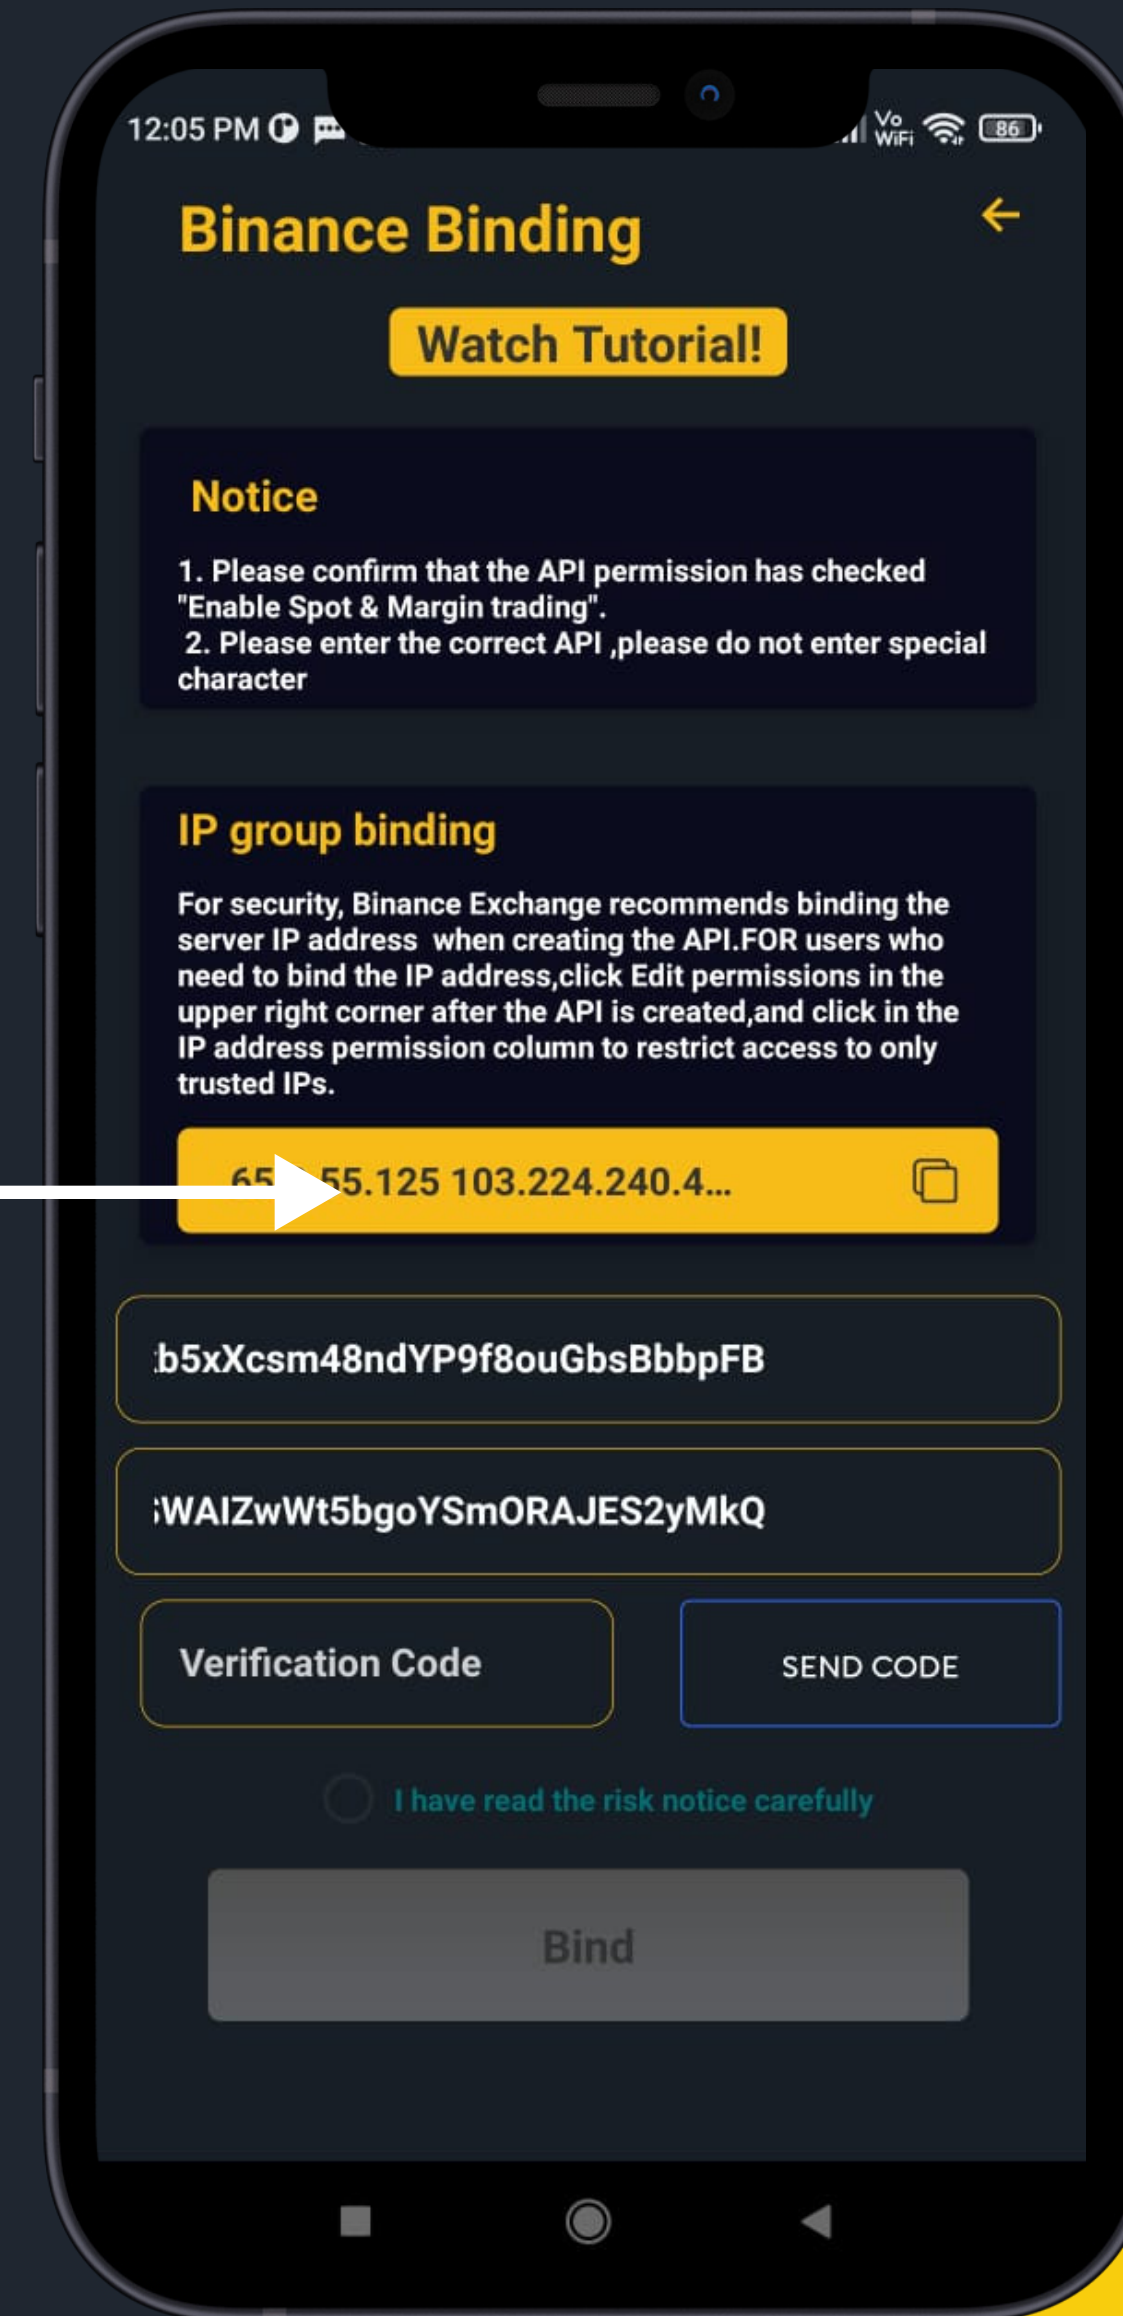 12:05 PM
Vo
WiFi
86
Binance Binding
Watch Tutorial!
Notice
1. Please confirm that the API permission has checked
"Enable Spot & Margin trading".
2. Please enter the correct API ,please do not enter special
character
IP group binding
For security, Binance Exchange recommends binding the
server IP address when creating the API.FOR users who
need to bind the IP address,click Edit permissions in the
upper right corner after the API is created,and click in the
IP address permission column to restrict access to only
trusted IPs.
103.224.240.4...
b5xXcsm48ndYP9f8ouGbsBbbpFB
WAIZwWt5bgoYSmORAJES2yMkQ
Verification Code
SEND CODE
I have read the risk notice carefully
Bind